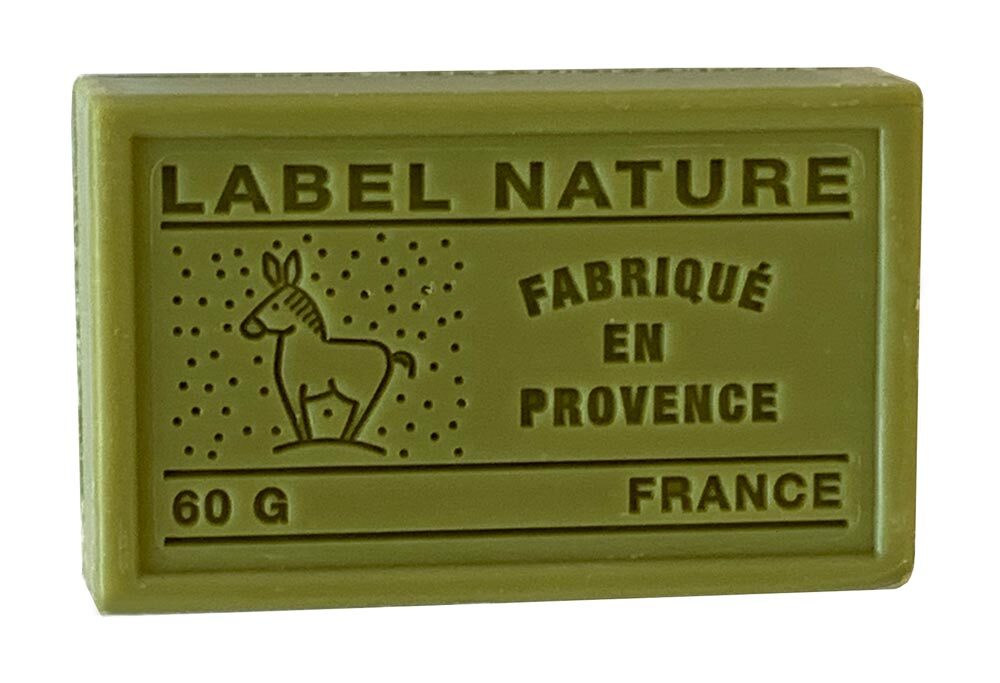 LABEL NATURE
FABRIQUÉ
EN
PROVENCE
60 G FRANCE